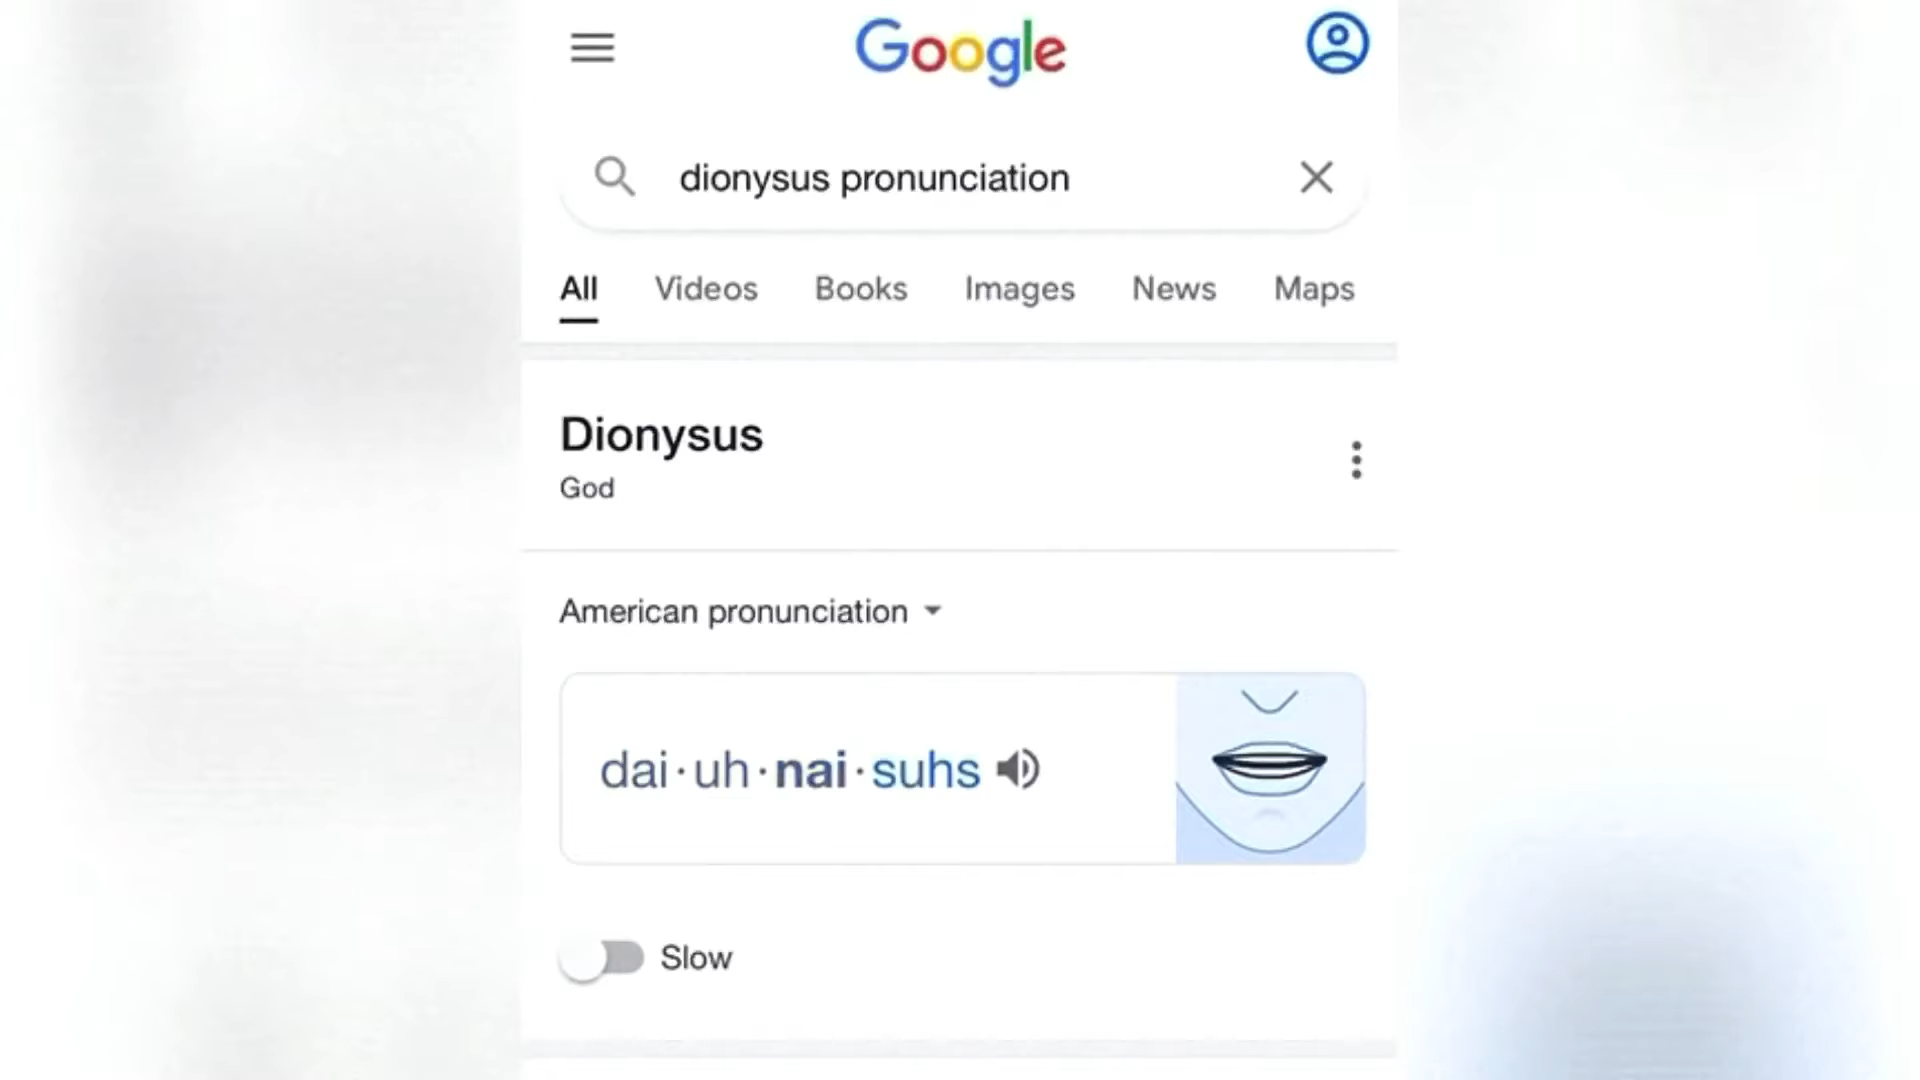 Google
dionysus pronunciation
All Videos Books Images News Maps
Dionysus
God
American pronunciation
dai·uh·nai·suhs
Slow